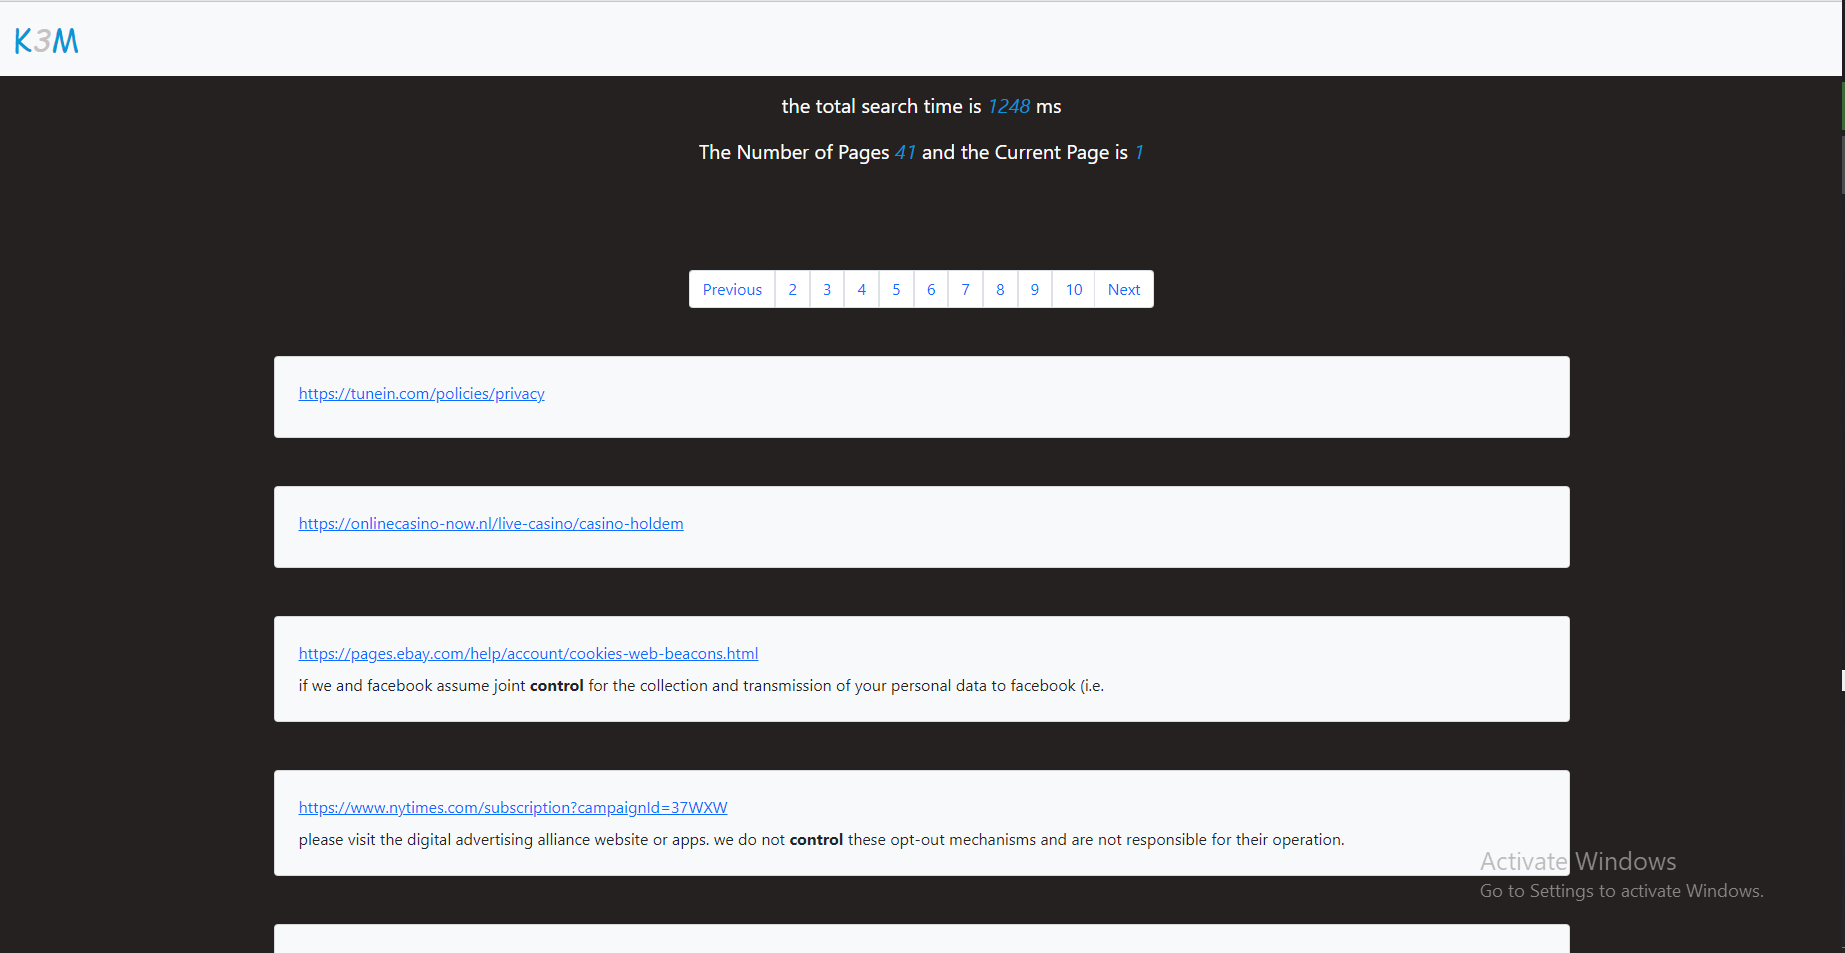 K3M
the total search time is 1248 ms
The Number of Pages 41 and the Current Page is 1
Previous 2 3 4 5 6 7 8 9 10 Next
https://tunein.com/policies/privacy
https://onlinecasino-now.nl/live-casino/casino-holdem
https://pages.ebay.com/help/account/cookies-web-beacons.html
if we and facebook assume joint control for the collection and transmission of your personal data to facebook (i.e.
https://www.nytimes.com/subscription?campaignId=37WXW
please visit the digital advertising alliance website or apps. we do not control these opt-out mechanisms and are not responsible for their operation.
Activate Windows
Go to Settings to activate Windows.